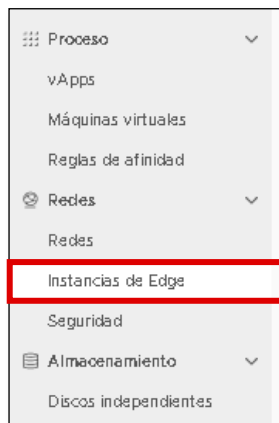 Proceso
vApps
Máquinas virtuales
Reglas de afinidad
Redes
Redes
Instancias de Edge
Seguridad
Almacenamiento
Discos independientes